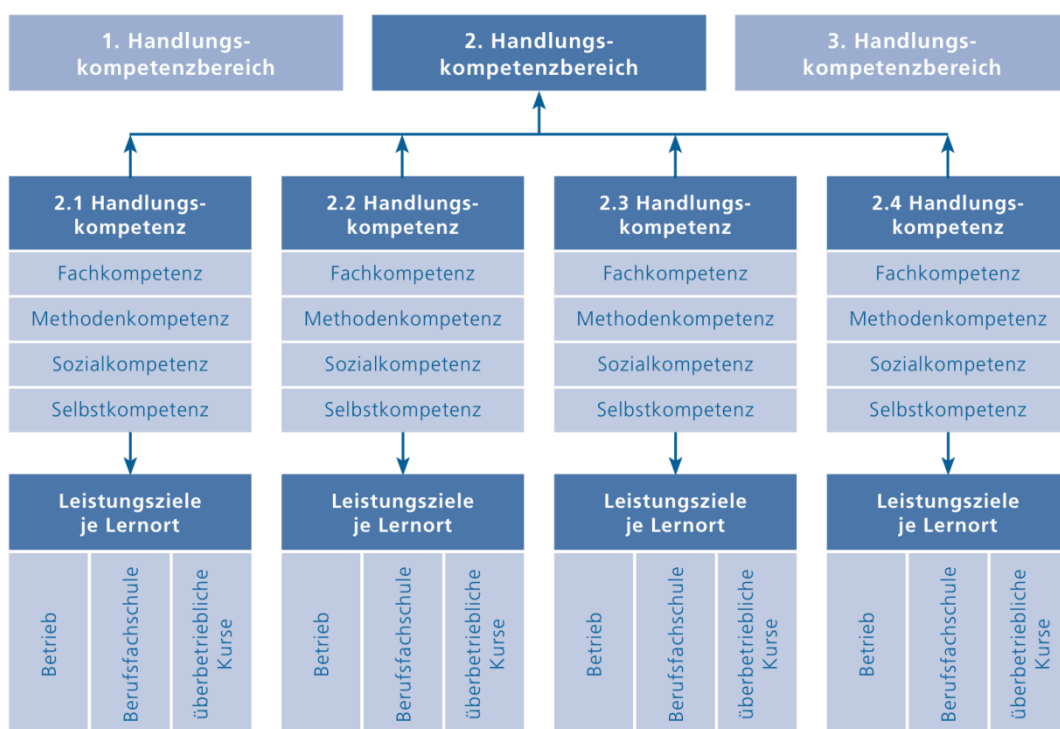 1. Handlungs-
kompetenzbereich
2. Handlungs-
kompetenzbereich
3. Handlungs-
kompetenzbereich
2.1 Handlungs-
kompetenz
Fachkompetenz
Methodenkompetenz
Sozialkompetenz
Selbstkompetenz
Leistungsziele
je Lernort
Betrieb
Berufsfachschule
überbetriebliche
Kurse
2.2 Handlungs-
kompetenz
Fachkompetenz
Methodenkompetenz
Sozialkompetenz
Selbstkompetenz
Leistungsziele
je Lernort
Betrieb
Berufsfachschule
überbetriebliche
Kurse
2.3 Handlungs-
kompetenz
Fachkompetenz
Methodenkompetenz
Sozialkompetenz
Selbstkompetenz
Leistungsziele
je Lernort
Betrieb
Berufsfachschule
überbetriebliche
Kurse
2.4 Handlungs-
kompetenz
Fachkompetenz
Methodenkompetenz
Sozialkompetenz
Selbstkompetenz
Leistungsziele
je Lernort
Betrieb
Berufsfachschule
überbetriebliche
Kurse